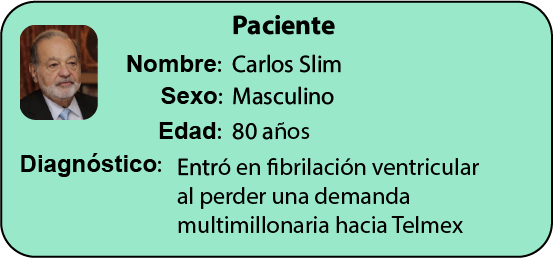 Paciente
Nombre: Carlos Slim
Sexo: Masculino
Edad: 80 años
Diagnóstico: Entró en fibrilación ventricular
al perder una demanda
multimillonaria hacia Telmex